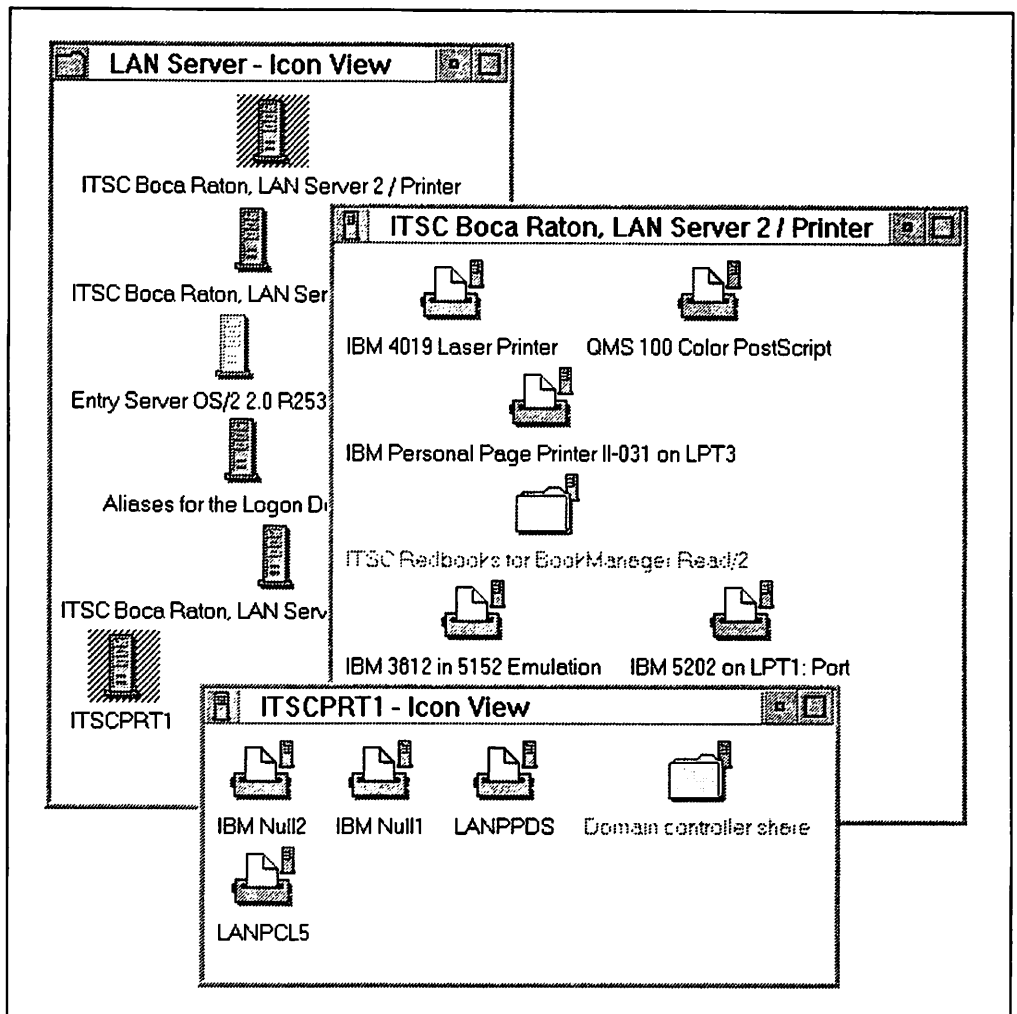 LAN Server - Icon View
ITSC Boca Raton, LAN Server 2 / Printer
ITSC Boca Raton, LAN Ser
Entry Server OS/2 2.0 R253
Aliases for the Logon D
ITSC Boca Raton, LAN Serv
ITSCPRT1
ITSC Boca Raton, LAN Server 2 / Printer
IBM 4019 Laser Printer QMS 100 Color PostScript
IBM Personal Page Printer II-031 on LPT3
ITSC Redbooks for BookManager Read/2
IBM 3812 in 5152 Emulation IBM 5202 on LPT1: Port
ITSCPRT1 - Icon View
IBM Null2 IBM Null1 LANPPDS Domain controller share
LANPCL5